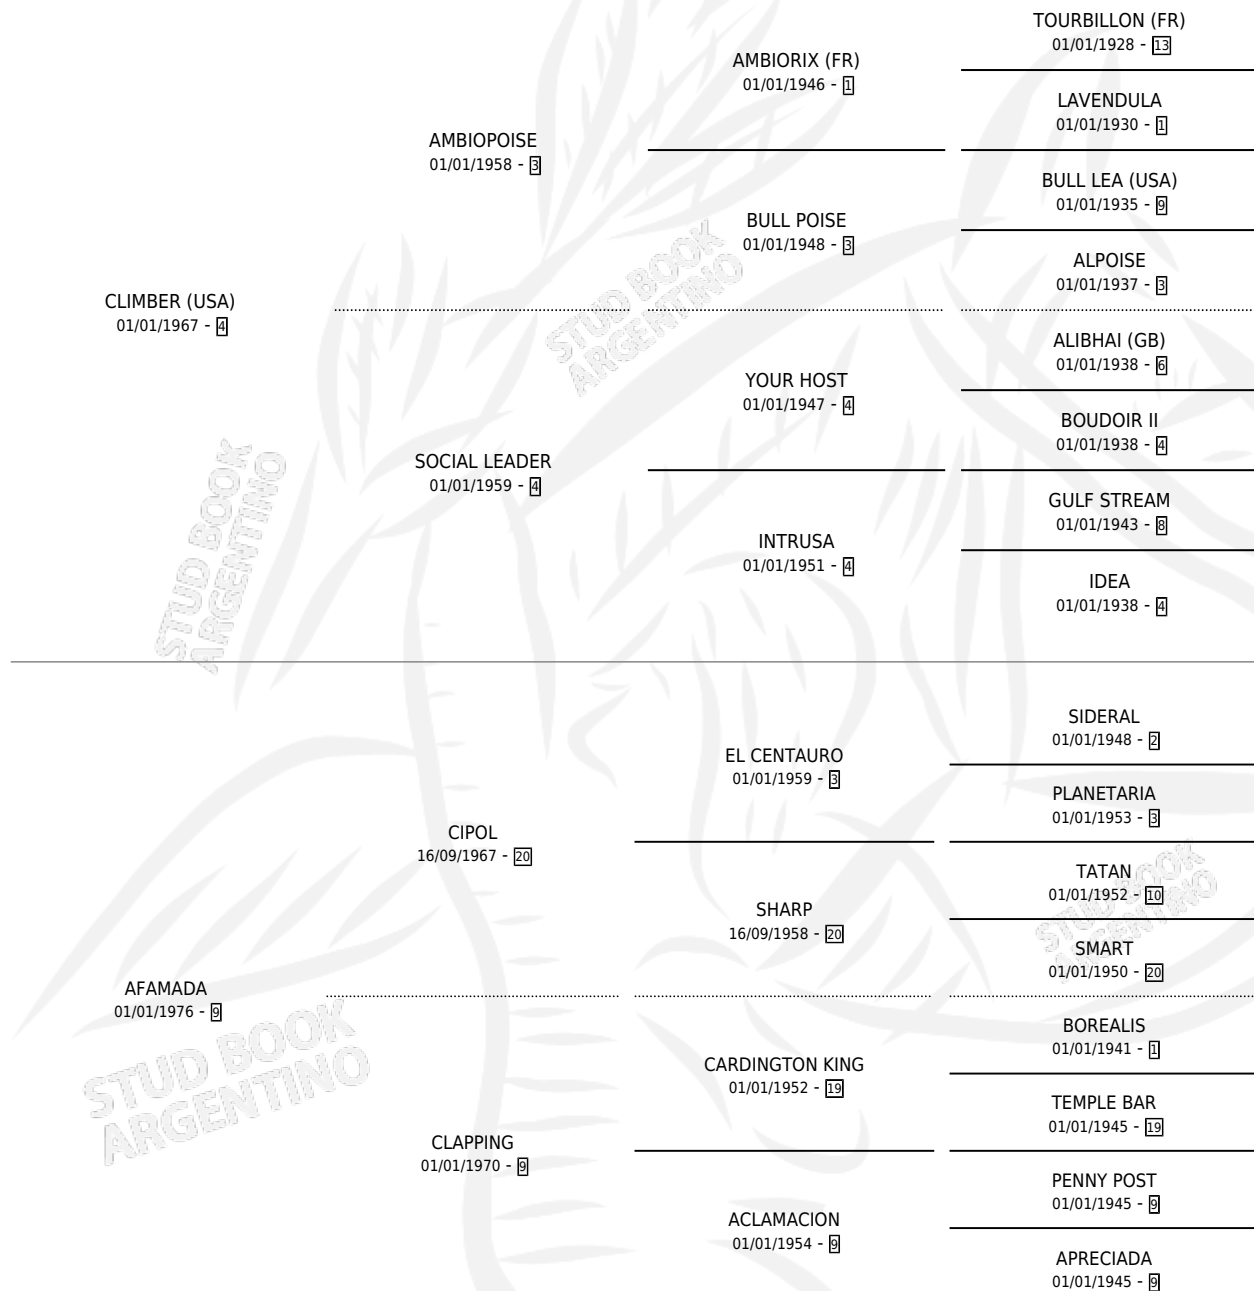 TOURBILLON (FR)
01/01/1928 - 13
AMBIORIX (FR)
01/01/1946 - 1
LAVENDULA
01/01/1930 - 1
AMBIOPOISE
01/01/1958 - 3
BULL LEA (USA)
01/01/1935 - 9
BULL POISE
01/01/1948 - 3
ALPOISE
01/01/1937 - 3
CLIMBER (USA)
01/01/1967 - 4
ALIBHAI (GB)
01/01/1938 - 6
YOUR HOST
01/01/1947 - 4
BOUDOIR II
01/01/1938 - 4
SOCIAL LEADER
01/01/1959 - 4
GULF STREAM
01/01/1943 - 8
INTRUSA
01/01/1951 - 4
IDEA
01/01/1938 - 4
SIDERAL
01/01/1948 - 2
EL CENTAURO
01/01/1959 - 3
PLANETARIA
01/01/1953 - 3
CIPOL
16/09/1967 - 20
TATAN
01/01/1952 - 10
SHARP
16/09/1958 - 20
SMART
01/01/1950 - 20
AFAMADA
01/01/1976 - 9
BOREALIS
01/01/1941 - 1
CARDINGTON KING
01/01/1952 - 19
TEMPLE BAR
01/01/1945 - 19
CLAPPING
01/01/1970 - 9
PENNY POST
01/01/1945 - 9
ACLAMACION
01/01/1954 - 9
APRECIADA
01/01/1945 - 9
STUD BOOK
ARGENTINO
STUD BOOK
ARGENTINO
STUD BOOK
ARGENTINO
STUD BOOK
ARGENTINO